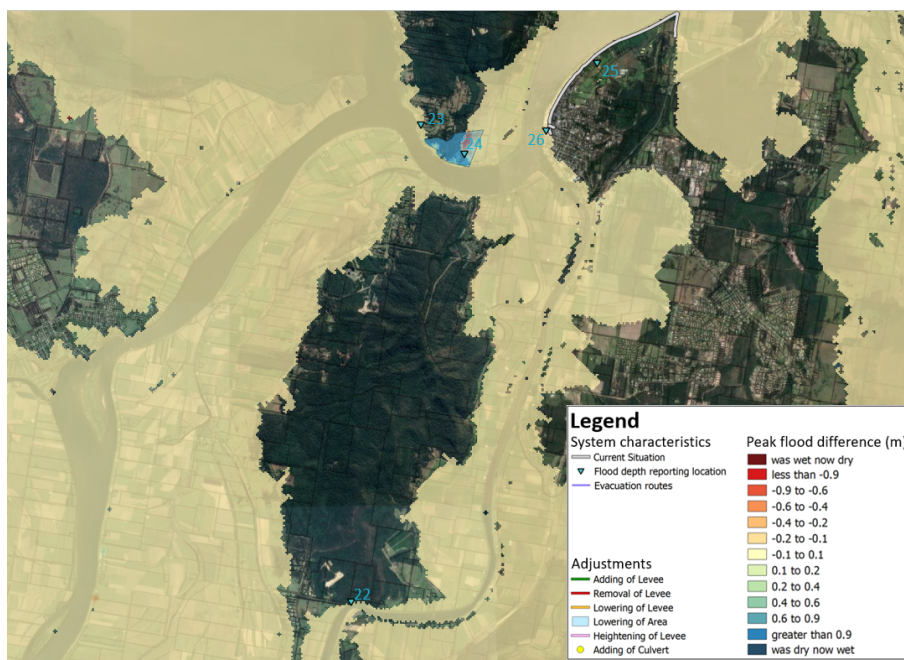 25
23
26
24
22
Legend
System characteristics
Current Situation
Flood depth reporting location
Evacuation routes
Adjustments
Adding of Levee
Removal of Levee
Lowering of Levee
Lowering of Area
Heightening of Levee
Adding of Culvert
Peak flood difference (m)
was wet now dry
less than -0.9
-0.9 to -0.6
-0.6 to -0.4
-0.4 to -0.2
-0.2 to -0.1
-0.1 to 0.1
0.1 to 0.2
0.2 to 0.4
0.4 to 0.6
0.6 to 0.9
greater than 0.9
was dry now wet